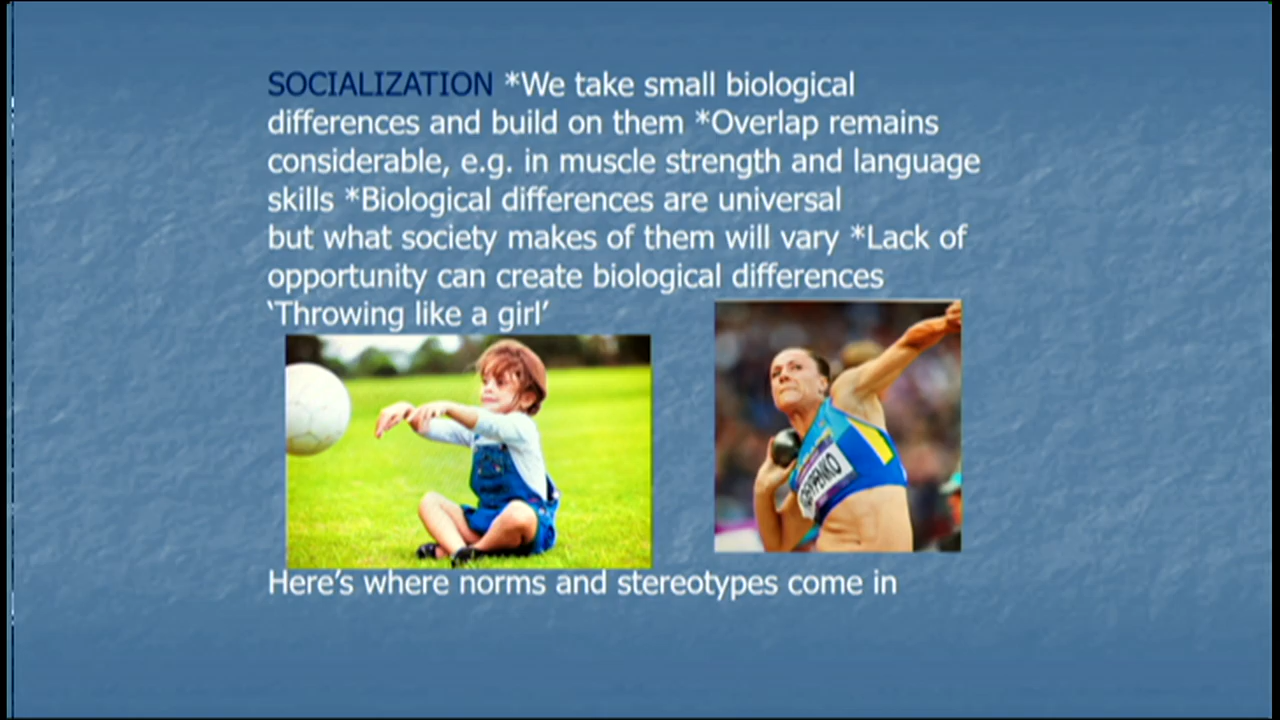 SOCIALIZATION *We take small biological
differences and build on them *Overlap remains
considerable, e.g. in muscle strength and language
skills *Biological differences are universal
but what society makes of them will vary *Lack of
opportunity can create biological differences
‘Throwing like a girl’
Here’s where norms and stereotypes come in